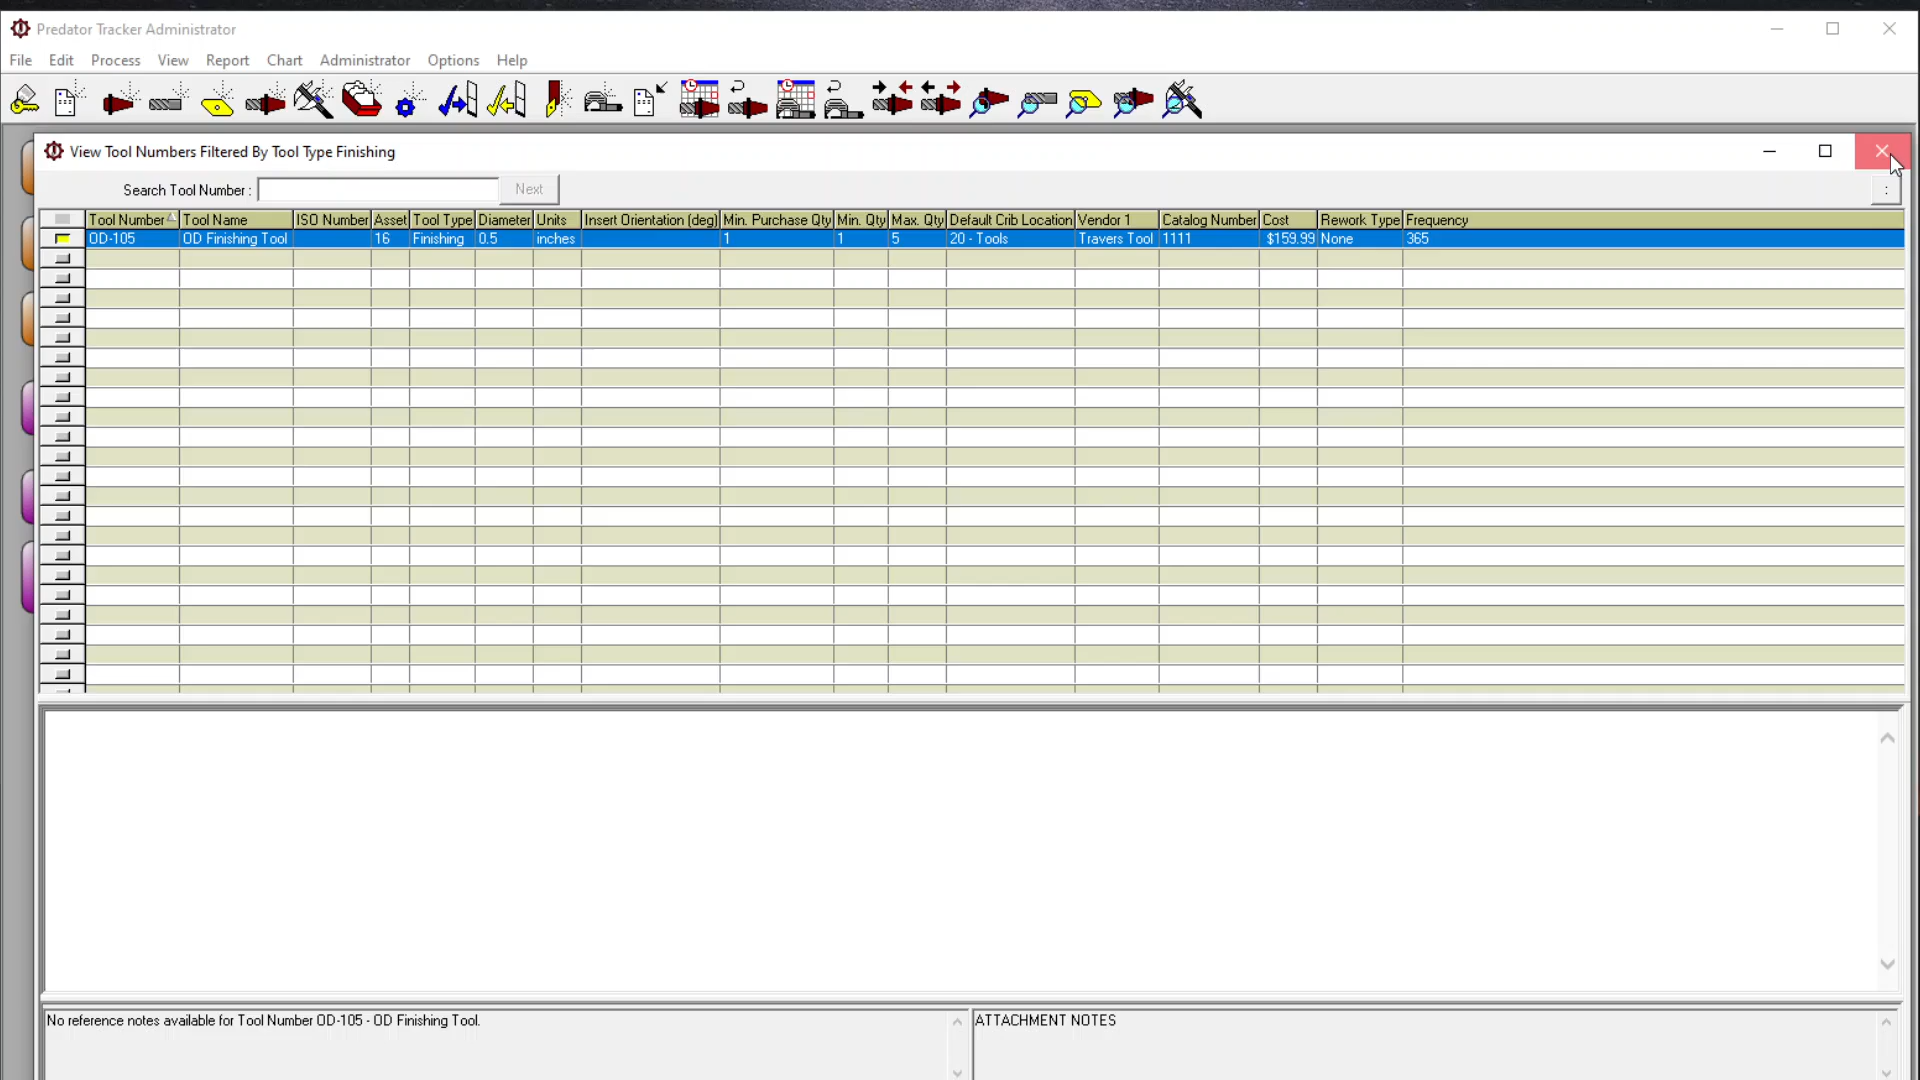 Predator Tracker Administrator
File Edit Process View Report Chart Administrator Options Help
View Tool Numbers Filtered By Tool Type Finishing
Search Tool Number : Next :
Tool Number Tool Name ISO Number Asset Tool Type Diameter Units Insert Orientation (deg) Min. Purchase Qty Min. Qty Max. Qty Default Crib Location Vendor 1 Catalog Number Cost Rework Type Frequency
OD-105 OD Finishing Tool 16 Finishing 0.5 inches 1 1 5 20 - Tools Travers Tool 1111 $159.99 None 365
No reference notes available for Tool Number OD-105 - OD Finishing Tool.
ATTACHMENT NOTES